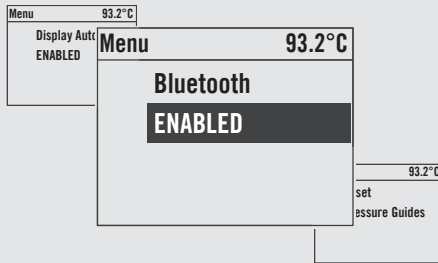 Menu 93.2°C
Display Auto
ENABLED
Menu 93.2°C
Bluetooth
ENABLED
93.2°C
set
essure Guides